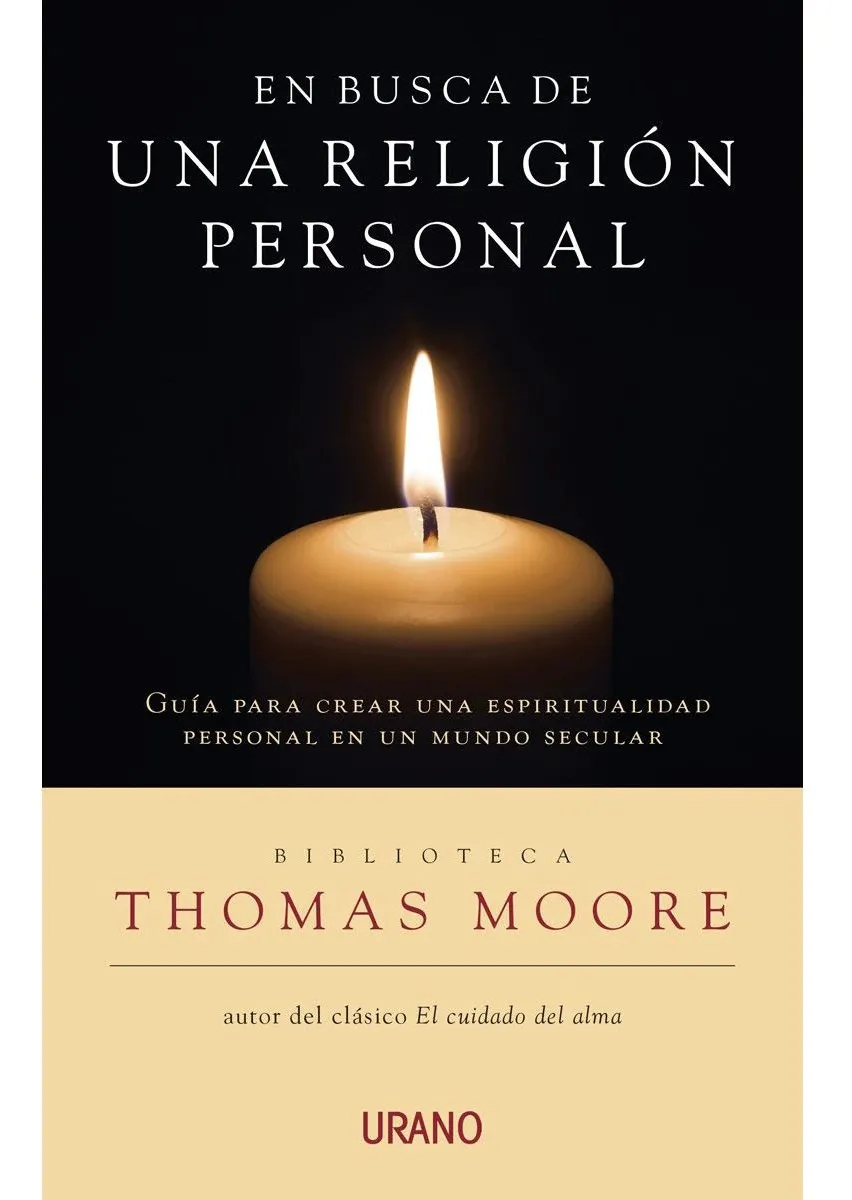 EN BUSCA DE
UNA RELIGIÓN
PERSONAL
GUÍA PARA CREAR UNA ESPIRITUALIDAD
PERSONAL EN UN MUNDO SECULAR
BIBLIOTECA
THOMAS MOORE
autor del clásico El cuidado del alma
URANO